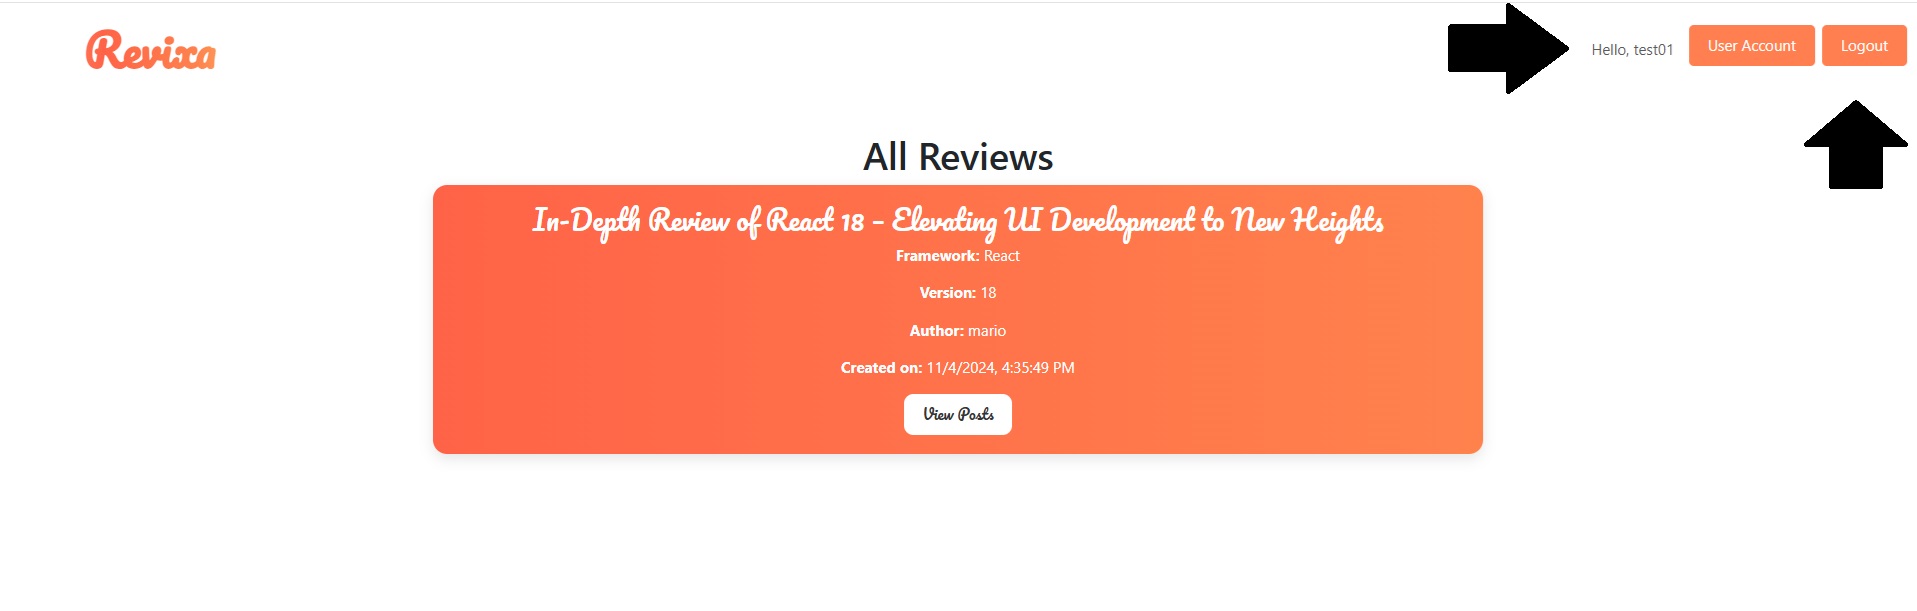 Revixa
Hello, test01
User Account
Logout
All Reviews
In-Depth Review of React 18 – Elevating UI Development to New Heights
Framework: React
Version: 18
Author: mario
Created on: 11/4/2024, 4:35:49 PM
View Posts